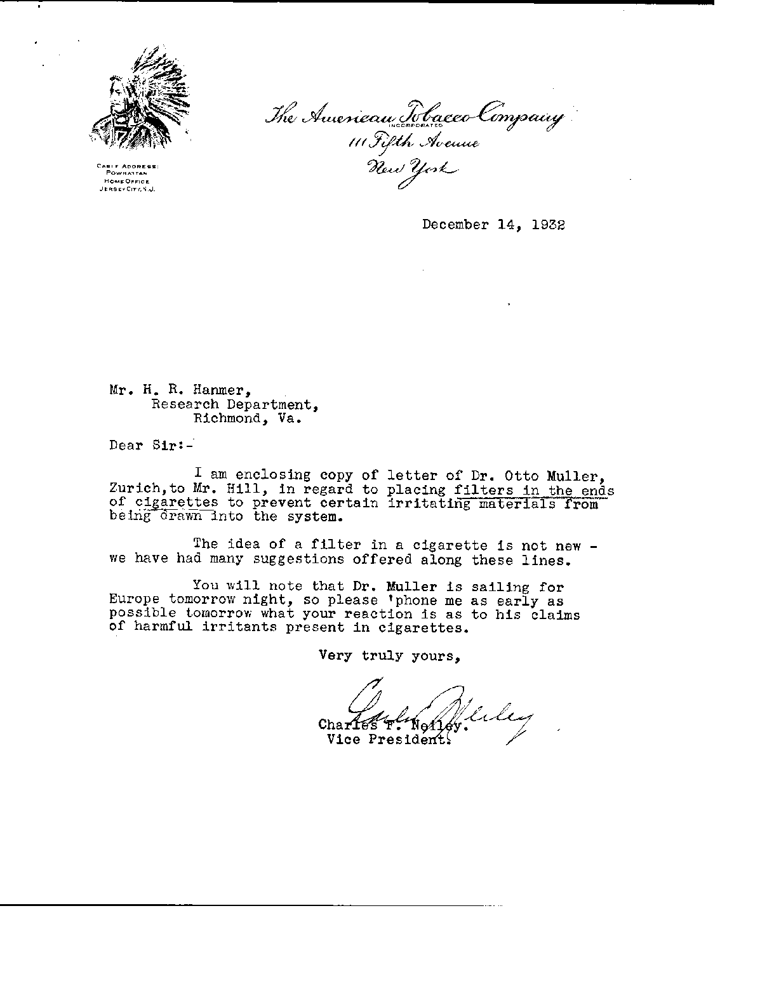 The American Tobacco Company
INCORPORATED
111 Fifth Avenue
New York
CABLE ADDRESS:
POWHATTAN
HOME OFFICE
JERSEY CITY, N.J.
December 14, 1932
Mr. H. R. Hanmer,
Research Department,
Richmond, Va.
Dear Sir:-
I am enclosing copy of letter of Dr. Otto Muller,
Zurich,to Mr. Hill, in regard to placing filters in the ends
of cigarettes to prevent certain irritating materials from
being drawn into the system.
The idea of a filter in a cigarette is not new -
we have had many suggestions offered along these lines.
You will note that Dr. Muller is sailing for
Europe tomorrow night, so please 'phone me as early as
possible tomorrow what your reaction is as to his claims
of harmful irritants present in cigarettes.
Very truly yours,
Charles F. Neiley.
Vice President.